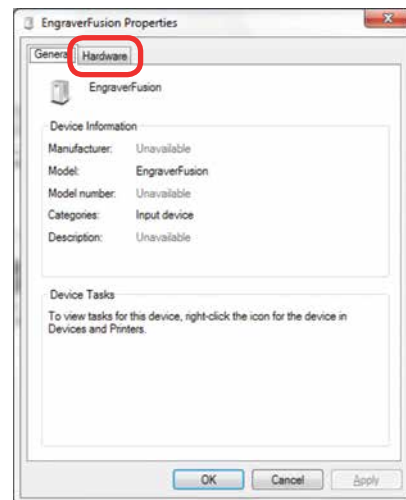 EngraverFusion Properties
General Hardware
EngraverFusion
Device Information
Manufacturer: Unavailable
Model: EngraverFusion
Model number: Unavailable
Categories: Input device
Description: Unavailable
Device Tasks
To view tasks for this device, right-click the icon for the device in
Devices and Printers.
OK Cancel Apply